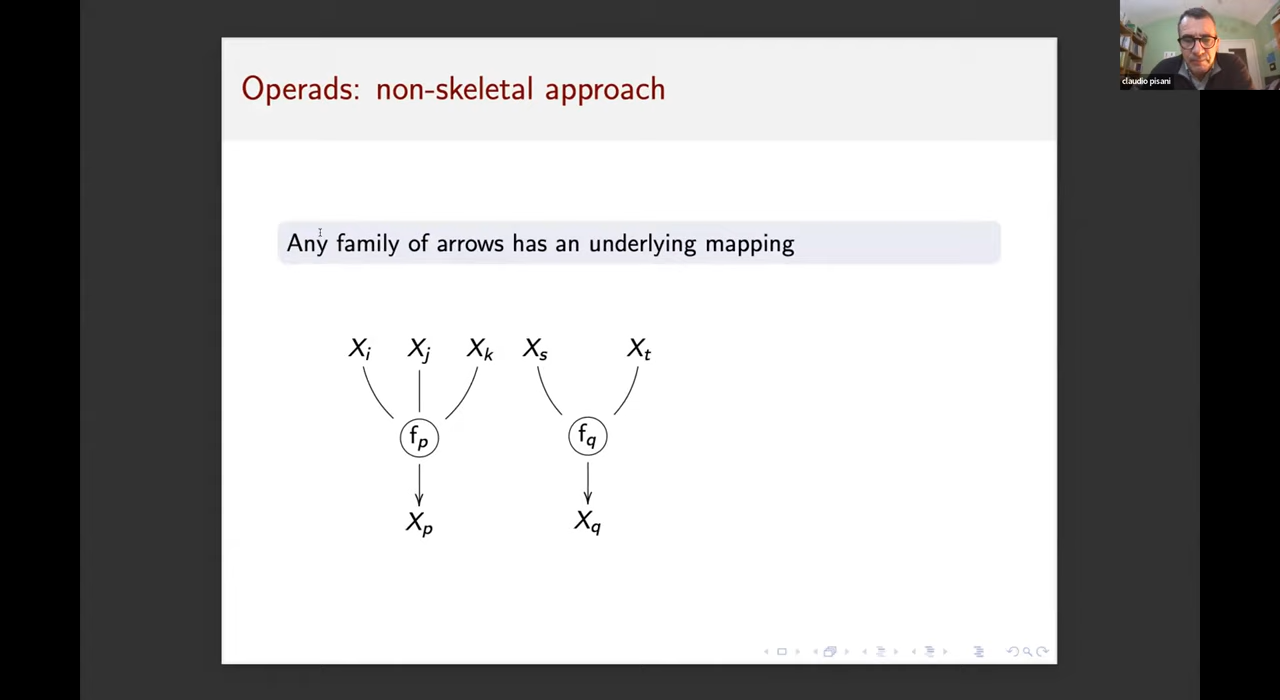 claudio pisani
Operads: non-skeletal approach
Any family of arrows has an underlying mapping
X_i X_j X_k X_s X_t
f_p f_q
X_p X_q